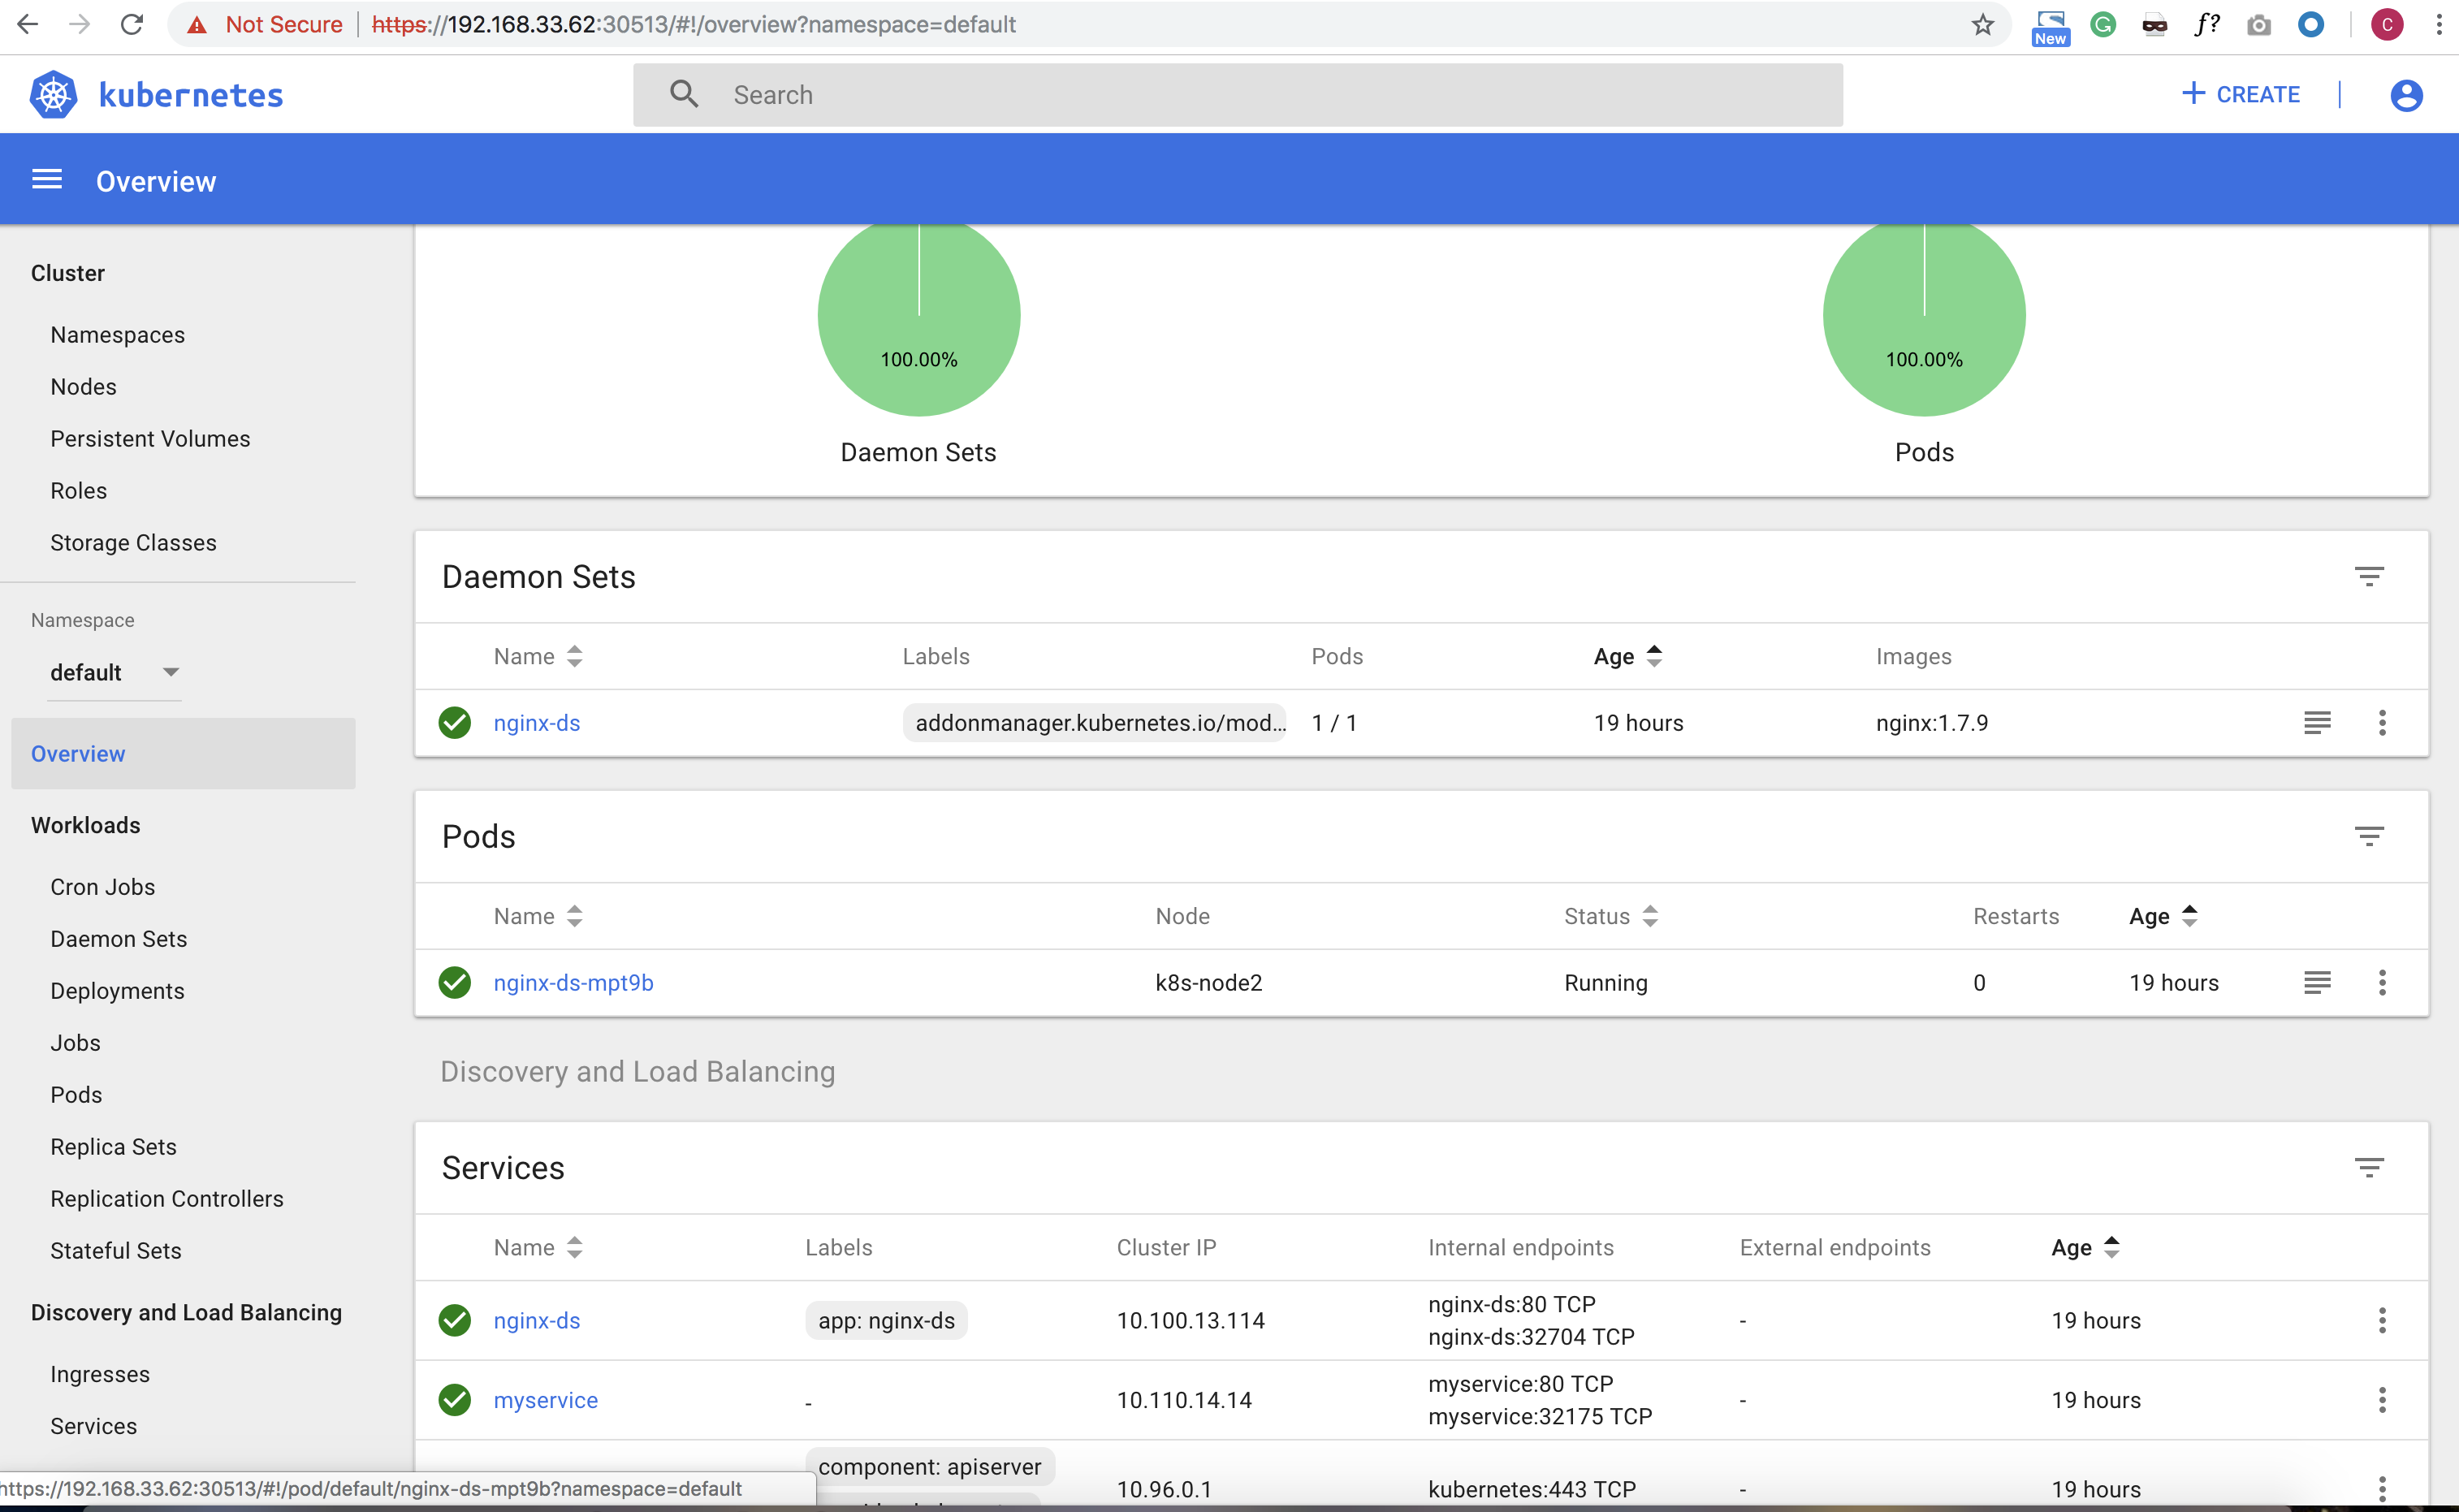 Not Secure https://192.168.33.62:30513/#!/overview?namespace=default
New
G
f?
C
kubernetes
Search
+ CREATE
Overview
Cluster
Namespaces
Nodes
Persistent Volumes
Roles
Storage Classes
Namespace
default
Overview
Workloads
Cron Jobs
Daemon Sets
Deployments
Jobs
Pods
Replica Sets
Replication Controllers
Stateful Sets
Discovery and Load Balancing
Ingresses
Services
100.00%
Daemon Sets
100.00%
Pods
Daemon Sets
Name Labels Pods Age Images
nginx-ds addonmanager.kubernetes.io/mod... 1 / 1 19 hours nginx:1.7.9
Pods
Name Node Status Restarts Age
nginx-ds-mpt9b k8s-node2 Running 0 19 hours
Discovery and Load Balancing
Services
Name Labels Cluster IP Internal endpoints External endpoints Age
nginx-ds app: nginx-ds 10.100.13.114 nginx-ds:80 TCP - 19 hours
nginx-ds:32704 TCP
myservice - 10.110.14.14 myservice:80 TCP - 19 hours
myservice:32175 TCP
component: apiserver
10.96.0.1 kubernetes:443 TCP - 19 hours
https://192.168.33.62:30513/#!/pod/default/nginx-ds-mpt9b?namespace=default